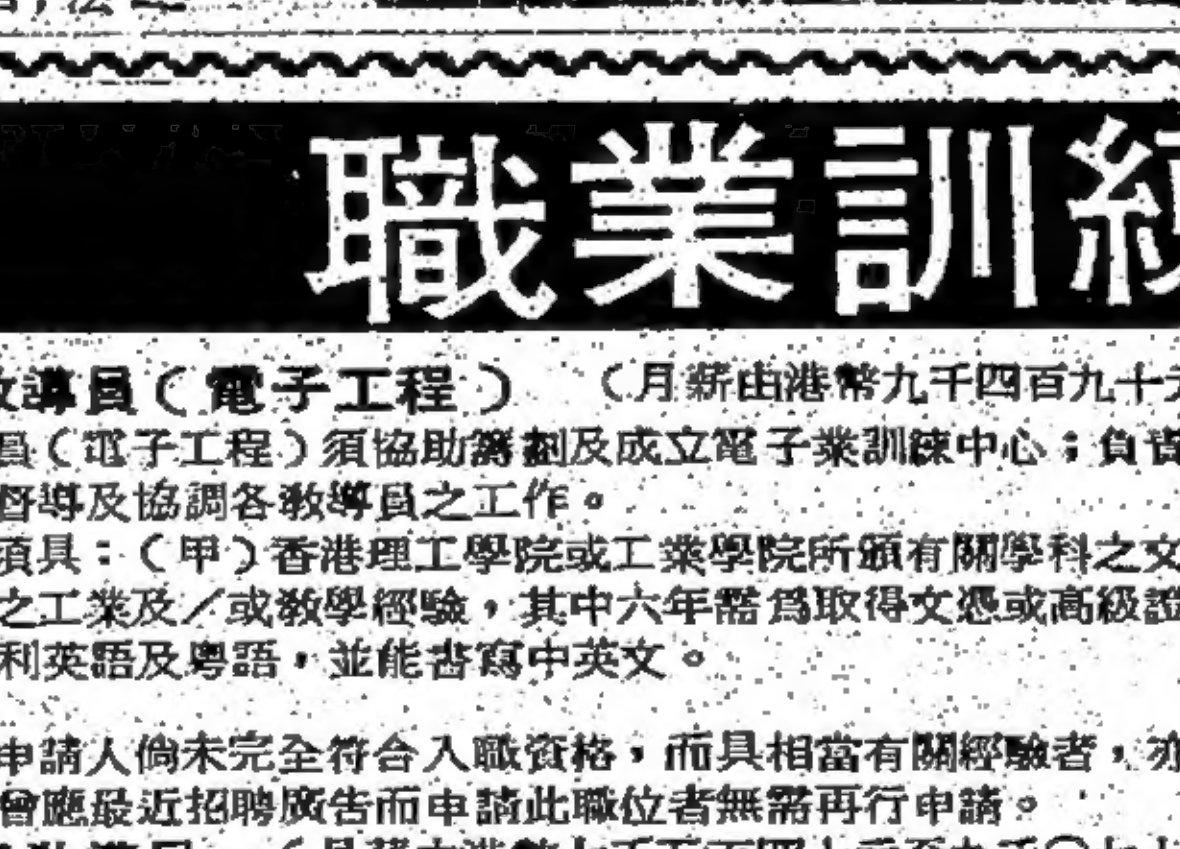 職業訓
導員（電子工程）（月薪由港幣九千四百九十
員（電子工程）須協助籌劃及成立電子業訓練中心；負責
督導及協調各教導員之工作。
須具：（甲）香港理工學院或工業學院所頒有關學科之文
之工業及／或教學經驗，其中六年需為取得文憑或高級證
利英語及粵語，並能書寫中英文。
申請人倘未完全符合入職資格，而具相當有關經驗者，亦
曾應最近招聘廣告而申請此職位者無需再行申請。